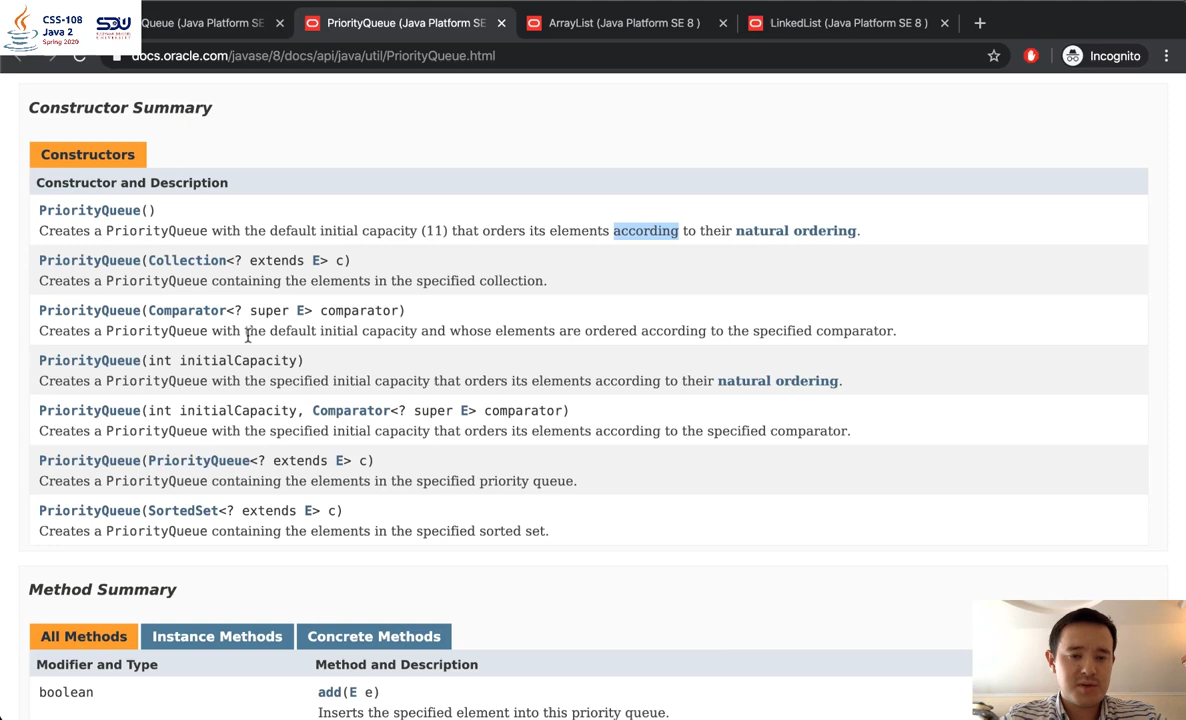 CSS-108
Java 2
Spring 2020
SDU
Queue (Java Platform SE
PriorityQueue (Java Platform SE
ArrayList (Java Platform SE 8 )
LinkedList (Java Platform SE 8 )
docs.oracle.com/javase/8/docs/api/java/util/PriorityQueue.html
Incognito
Constructor Summary
Constructors
Constructor and Description
PriorityQueue()
Creates a PriorityQueue with the default initial capacity (11) that orders its elements according to their natural ordering.
PriorityQueue(Collection<? extends E> c)
Creates a PriorityQueue containing the elements in the specified collection.
PriorityQueue(Comparator<? super E> comparator)
Creates a PriorityQueue with the default initial capacity and whose elements are ordered according to the specified comparator.
PriorityQueue(int initialCapacity)
Creates a PriorityQueue with the specified initial capacity that orders its elements according to their natural ordering.
PriorityQueue(int initialCapacity, Comparator<? super E> comparator)
Creates a PriorityQueue with the specified initial capacity that orders its elements according to the specified comparator.
PriorityQueue(PriorityQueue<? extends E> c)
Creates a PriorityQueue containing the elements in the specified priority queue.
PriorityQueue(SortedSet<? extends E> c)
Creates a PriorityQueue containing the elements in the specified sorted set.
Method Summary
All Methods Instance Methods Concrete Methods
Modifier and Type Method and Description
boolean add(E e)
Inserts the specified element into this priority queue.